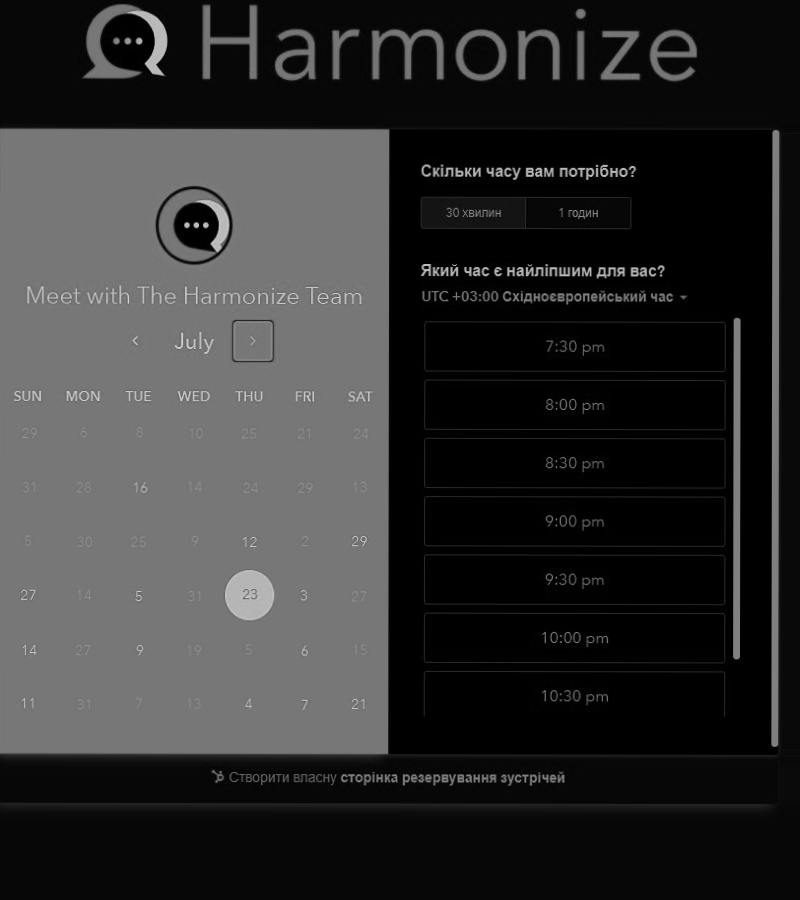 Harmonize
Meet with The Harmonize Team
July
SUN MON TUE WED THU FRI SAT
29 6 8 10 25 21 24
31 28 16 14 24 29 13
5 30 25 9 12 2 29
27 14 5 31 23 3 27
14 27 9 19 5 6 15
11 31 7 13 4 7 21
Скільки часу вам потрібно?
30 хвилин 1 годин
Який час є найліпшим для вас?
UTC +03:00 Східноєвропейський час
7:30 pm
8:00 pm
8:30 pm
9:00 pm
9:30 pm
10:00 pm
10:30 pm
Створити власну сторінка резервування зустрічей